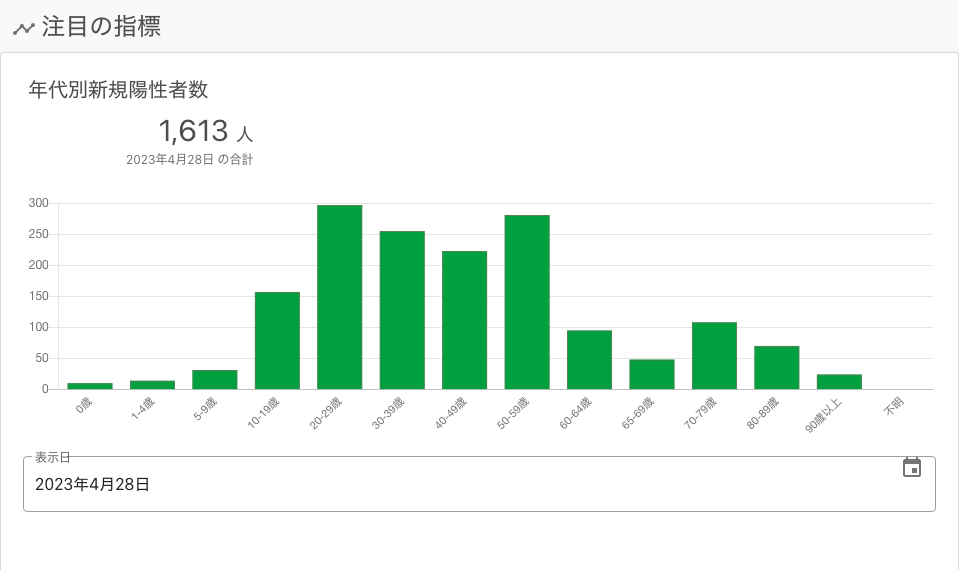 注目の指標
年代別新規陽性者数
1,613 人
2023年4月28日 の合計
300
250
200
150
100
50
0
0歳
1-4歳
5-9歳
10-19歳
20-29歳
30-39歳
40-49歳
50-59歳
60-64歳
65-69歳
70-79歳
80-89歳
90歳以上
不明
表示日
2023年4月28日